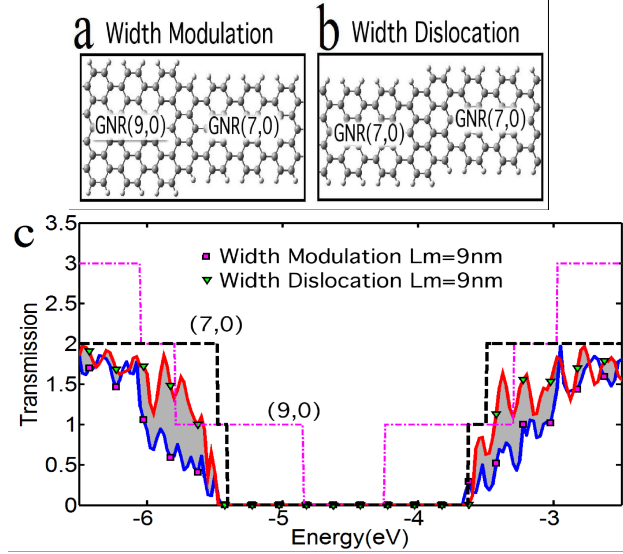 a Width Modulation
b Width Dislocation
GNR(9,0)
GNR(7,0)
GNR(7,0)
GNR(7,0)
c
3.5
3
2.5
2
1.5
1
0.5
0
Transmission
Width Modulation Lm=9nm
Width Dislocation Lm=9nm
(7,0)
(9,0)
-6
-5
-4
-3
Energy(eV)